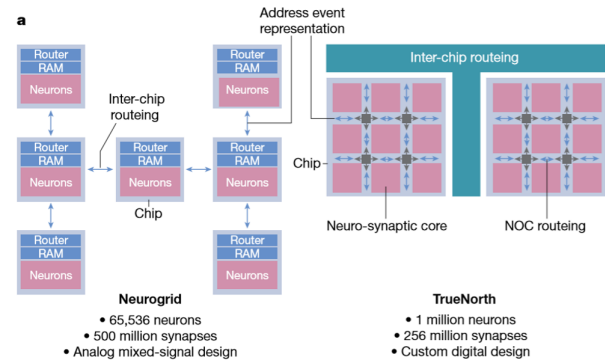 a
Address event
representation
Router
RAM
Neurons
Router
RAM
Neurons
Inter-chip
routeing
Router
RAM
Neurons
Router
RAM
Neurons
Router
RAM
Neurons
Chip
Router
RAM
Neurons
Router
RAM
Neurons
Inter-chip routeing
Chip
Neuro-synaptic core
NOC routeing
Neurogrid
• 65,536 neurons
• 500 million synapses
• Analog mixed-signal design
TrueNorth
• 1 million neurons
• 256 million synapses
• Custom digital design